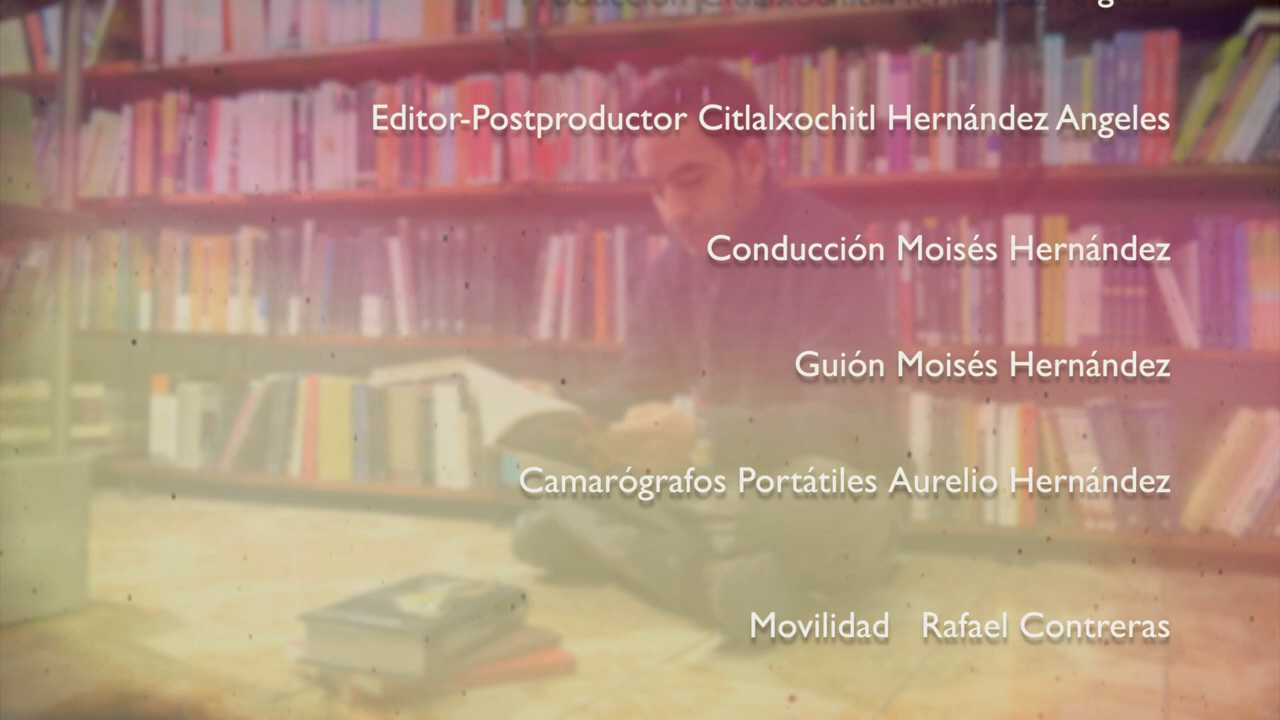 Editor-Postproductor Citlalxochitl Hernández Angeles
Conducción Moisés Hernández
Guión Moisés Hernández
Camarógrafos Portátiles Aurelio Hernández
Movilidad Rafael Contreras